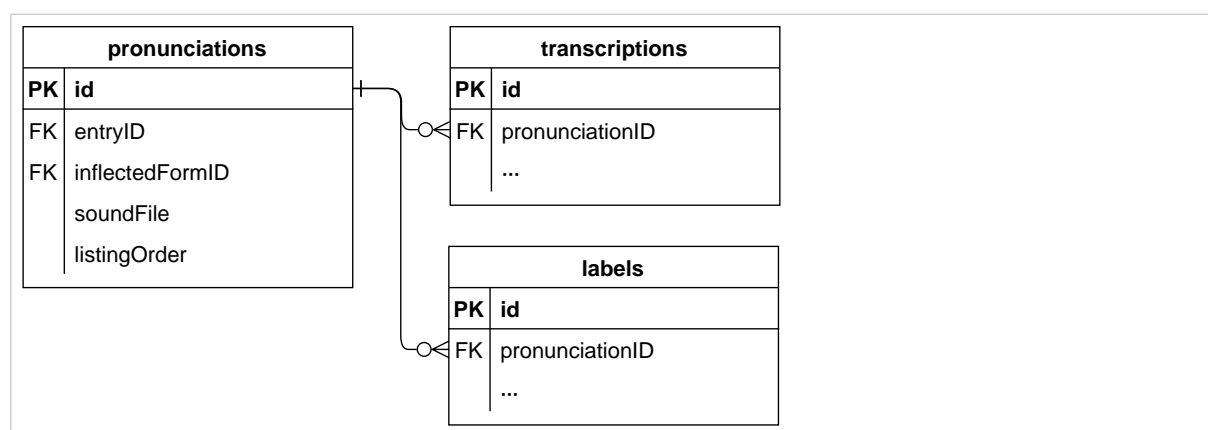 pronunciations
PK id
FK entryID
FK inflectedFormID
soundFile
listingOrder
transcriptions
PK id
FK pronunciationID
...
labels
PK id
FK pronunciationID
...